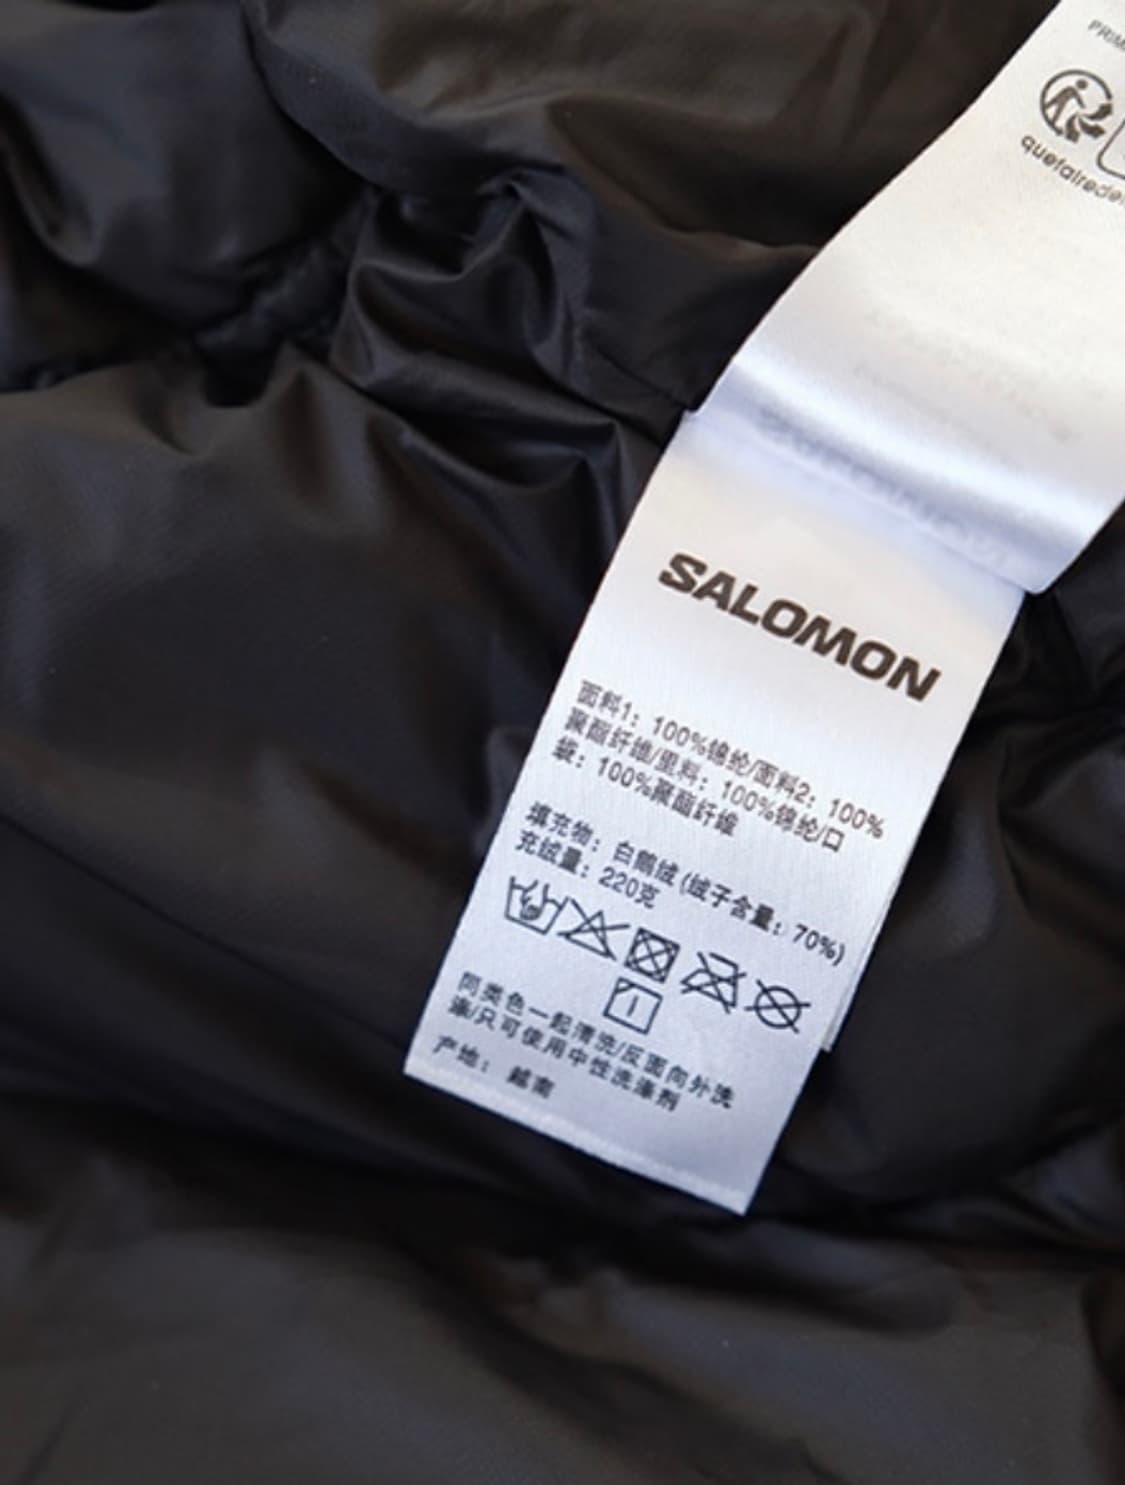 PRIM
quefairede
SALOMON
面料1：100%锦纶/面料2：100%
聚酯纤维/里料：100%锦纶/口
袋：100%聚酯纤维
填充物：白鹅绒(绒子含量：70%)
充绒量：220克
同类色一起清洗/反面向外洗
涤/只可使用中性洗涤剂
产地：越南